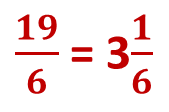 19/6 = 3 1/6